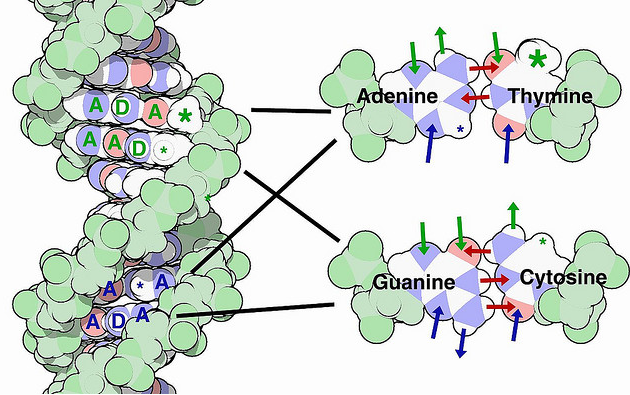 A D A *
A A D *
*
A * A
A D A
Adenine Thymine
*
*
Guanine Cytosine
*